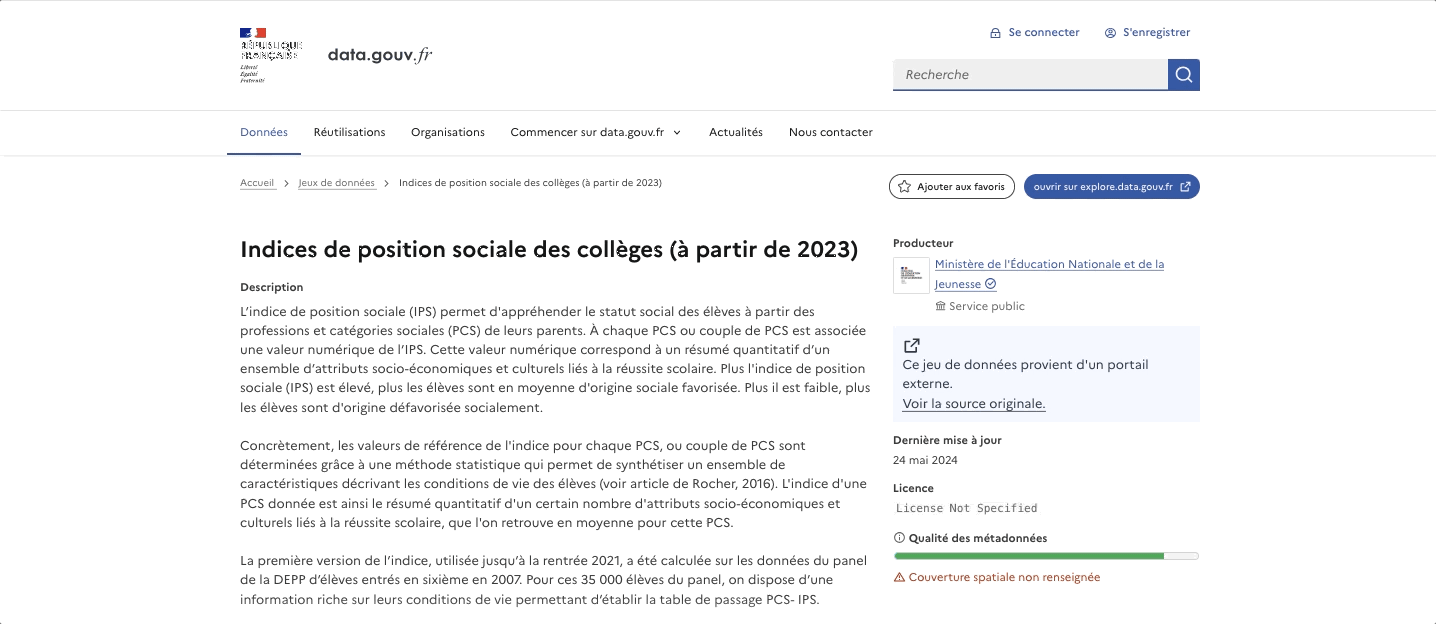 RÉPUBLIQUE
FRANÇAISE
Liberté
Égalité
Fraternité
data.gouv.fr
Se connecter
S'enregistrer
Recherche
Données
Réutilisations
Organisations
Commencer sur data.gouv.fr
Actualités
Nous contacter
Accueil
Jeux de données
Indices de position sociale des collèges (à partir de 2023)
Ajouter aux favoris
ouvrir sur explore.data.gouv.fr
Indices de position sociale des collèges (à partir de 2023)
Description
L’indice de position sociale (IPS) permet d'appréhender le statut social des élèves à partir des
professions et catégories sociales (PCS) de leurs parents. À chaque PCS ou couple de PCS est associée
une valeur numérique de l’IPS. Cette valeur numérique correspond à un résumé quantitatif d’un
ensemble d’attributs socio-économiques et culturels liés à la réussite scolaire. Plus l'indice de position
sociale (IPS) est élevé, plus les élèves sont en moyenne d'origine sociale favorisée. Plus il est faible, plus
les élèves sont d'origine défavorisée socialement.
Concrètement, les valeurs de référence de l'indice pour chaque PCS, ou couple de PCS sont
déterminées grâce à une méthode statistique qui permet de synthétiser un ensemble de
caractéristiques décrivant les conditions de vie des élèves (voir article de Rocher, 2016). L'indice d'une
PCS donnée est ainsi le résumé quantitatif d'un certain nombre d'attributs socio-économiques et
culturels liés à la réussite scolaire, que l'on retrouve en moyenne pour cette PCS.
La première version de l’indice, utilisée jusqu’à la rentrée 2021, a été calculée sur les données du panel
de la DEPP d’élèves entrés en sixième en 2007. Pour ces 35 000 élèves du panel, on dispose d’une
information riche sur leurs conditions de vie permettant d’établir la table de passage PCS- IPS.
Producteur
Ministère de l'Éducation Nationale et de la
Jeunesse
Service public
Ce jeu de données provient d'un portail
externe.
Voir la source originale.
Dernière mise à jour
24 mai 2024
Licence
License Not Specified
Qualité des métadonnées
Couverture spatiale non renseignée